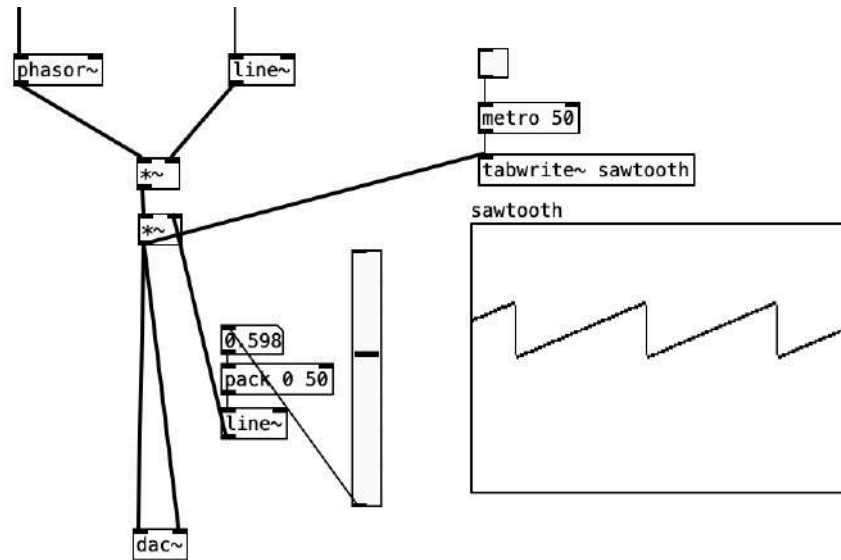 phasor~
line~
metro 50
tabwrite~ sawtooth
*~
*~
sawtooth
0.598
pack 0 50
line~
dac~